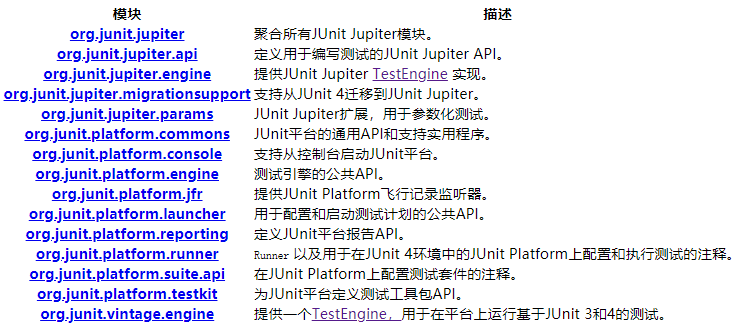 模块 描述
org.junit.jupiter 聚合所有JUnit Jupiter模块。
org.junit.jupiter.api 定义用于编写测试的JUnit Jupiter API。
org.junit.jupiter.engine 提供JUnit Jupiter TestEngine 实现。
org.junit.jupiter.migrationsupport 支持从JUnit 4迁移到JUnit Jupiter。
org.junit.jupiter.params JUnit Jupiter扩展，用于参数化测试。
org.junit.platform.commons JUnit平台的通用API和支持实用程序。
org.junit.platform.console 支持从控制台启动JUnit平台。
org.junit.platform.engine 测试引擎的公共API。
org.junit.platform.jfr 提供JUnit Platform飞行记录监听器。
org.junit.platform.launcher 用于配置和启动测试计划的公共API。
org.junit.platform.reporting 定义JUnit平台报告API。
org.junit.platform.runner Runner 以及用于在JUnit 4环境中的JUnit Platform上配置和执行测试的注释。
org.junit.platform.suite.api 在JUnit Platform上配置测试套件的注释。
org.junit.platform.testkit 为JUnit平台定义测试工具包API。
org.junit.vintage.engine 提供一个TestEngine，用于在平台上运行基于JUnit 3和4的测试。